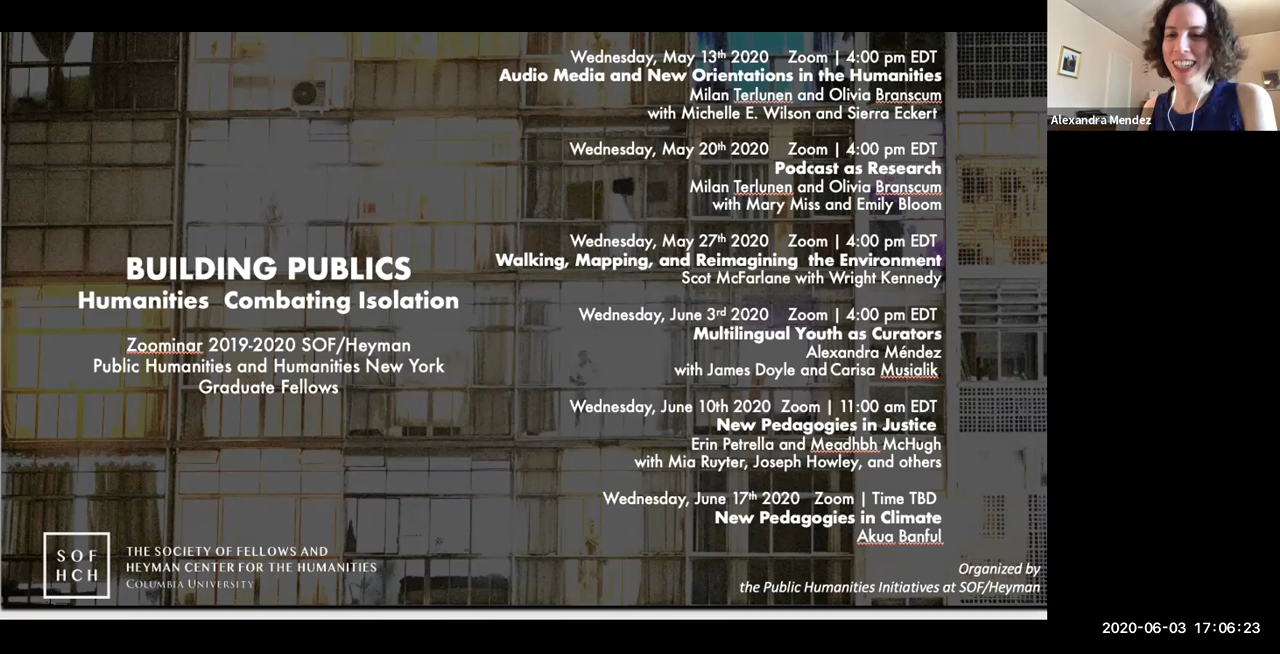 BUILDING PUBLICS
Humanities Combating Isolation
Zoominar 2019-2020 SOF/Heyman
Public Humanities and Humanities New York
Graduate Fellows
SOF
HCH
THE SOCIETY OF FELLOWS AND
HEYMAN CENTER FOR THE HUMANITIES
COLUMBIA UNIVERSITY
Wednesday, May 13th 2020 Zoom | 4:00 pm EDT
Audio Media and New Orientations in the Humanities
Milan Terlunen and Olivia Branscum
with Michelle E. Wilson and Sierra Eckert
Wednesday, May 20th 2020 Zoom | 4:00 pm EDT
Podcast as Research
Milan Terlunen and Olivia Branscum
with Mary Miss and Emily Bloom
Wednesday, May 27th 2020 Zoom | 4:00 pm EDT
Walking, Mapping, and Reimagining the Environment
Scot McFarlane with Wright Kennedy
Wednesday, June 3rd 2020 Zoom | 4:00 pm EDT
Multilingual Youth as Curators
Alexandra Méndez
with James Doyle and Carisa Musialik
Wednesday, June 10th 2020 Zoom | 11:00 am EDT
New Pedagogies in Justice
Erin Petrella and Meadhbh McHugh
with Mia Ruyter, Joseph Howley, and others
Wednesday, June 17th 2020 Zoom | Time TBD
New Pedagogies in Climate
Akua Banful
Organized by
the Public Humanities Initiatives at SOF/Heyman
Alexandra Mendez
2020-06-03 17:06:23